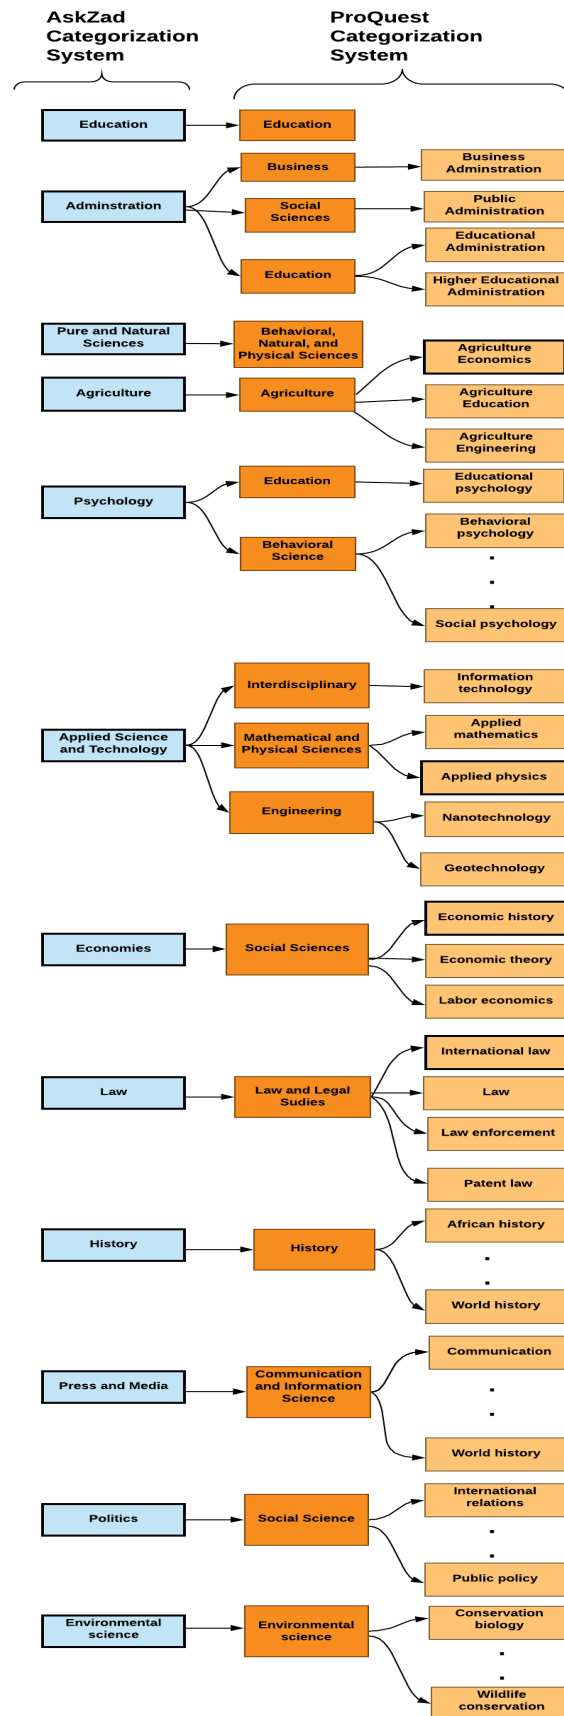 AskZad
Categorization
System
ProQuest
Categorization
System
Education
Education
Adminstration
Business
Business
Adminstration
Social
Sciences
Public
Administration
Education
Educational
Administration
Higher Educational
Administration
Pure and Natural
Sciences
Behavioral,
Natural, and
Physical Sciences
Agriculture
Agriculture
Agriculture
Economics
Agriculture
Education
Agriculture
Engineering
Psychology
Education
Educational
psychology
Behavioral
Science
Behavioral
psychology
Social psychology
Applied Science
and Technology
Interdisciplinary
Information
technology
Mathematical and
Physical Sciences
Applied
mathematics
Applied physics
Engineering
Nanotechnology
Geotechnology
Economies
Social Sciences
Economic history
Economic theory
Labor economics
Law
Law and Legal
Sudies
International law
Law
Law enforcement
Patent law
History
History
African history
World history
Press and Media
Communication
and Information
Science
Communication
World history
Politics
Social Science
International
relations
Public policy
Environmental
science
Environmental
science
Conservation
biology
Wildlife
conservation